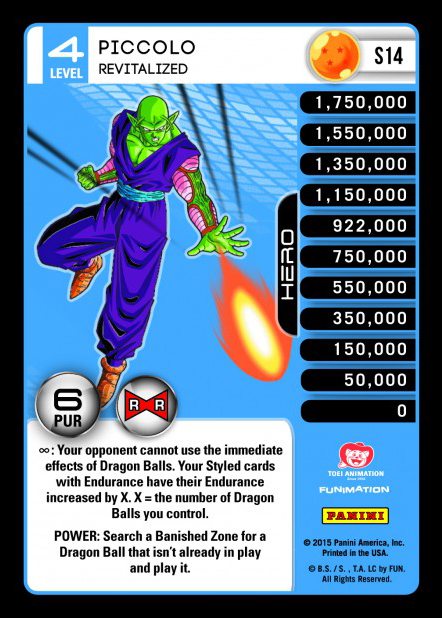 4
LEVEL
PICCOLO
REVITALIZED
S14
1,750,000
1,550,000
1,350,000
1,150,000
922,000
750,000
550,000
350,000
150,000
50,000
0
HERO
6
PUR
R R
∞: Your opponent cannot use the immediate
effects of Dragon Balls. Your Styled cards
with Endurance have their Endurance
increased by X. X = the number of Dragon
Balls you control.
POWER: Search a Banished Zone for a
Dragon Ball that isn't already in play
and play it.
TOEI ANIMATION
Since 1956
FUNIMATION
PANINI
© 2015 Panini America, Inc.
Printed in the USA.
© B.S. / S. , T.A. LC by FUN.
All Rights Reserved.